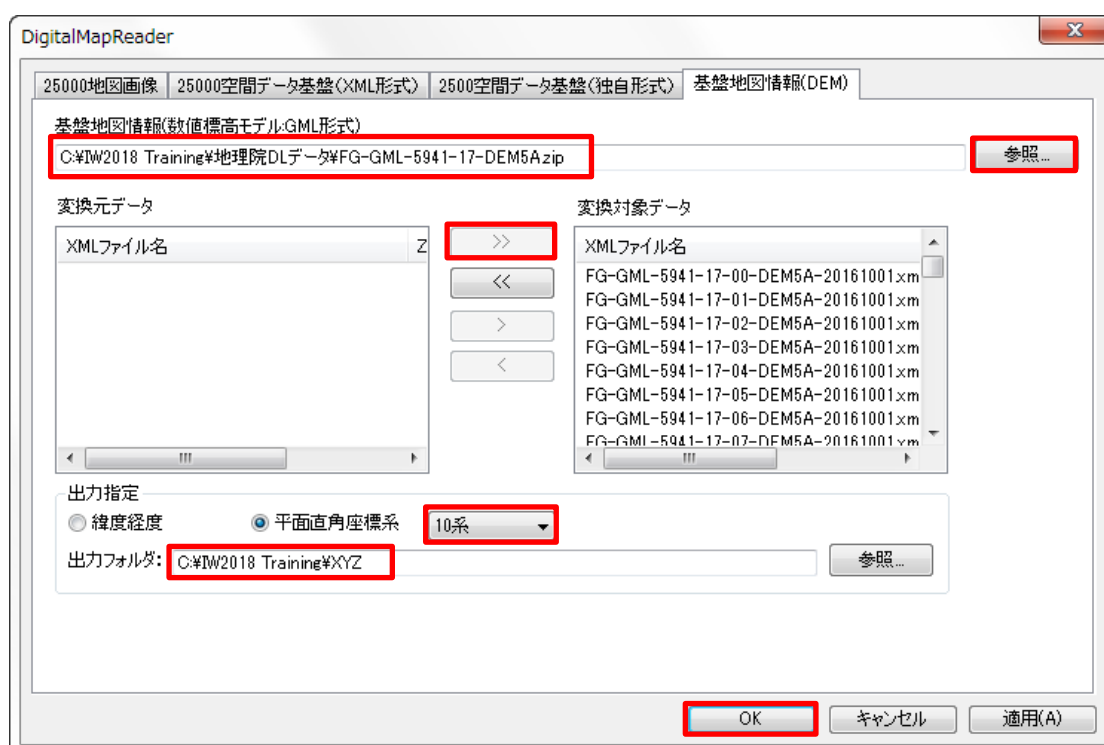 DigitalMapReader
25000地図画像 25000空間データ基盤(XML形式) 2500空間データ基盤(独自形式) 基盤地図情報(DEM)
基盤地図情報(数値標高モデル:GML形式)
C:¥IW2018 Training¥地理院DLデータ¥FG-GML-5941-17-DEM5A.zip 参照...
変換元データ 変換対象データ
XMLファイル名 Z >> XMLファイル名
FG-GML-5941-17-00-DEM5A-20161001.xm
<< FG-GML-5941-17-01-DEM5A-20161001.xm
> FG-GML-5941-17-02-DEM5A-20161001.xm
FG-GML-5941-17-03-DEM5A-20161001.xm
< FG-GML-5941-17-04-DEM5A-20161001.xm
FG-GML-5941-17-05-DEM5A-20161001.xm
FG-GML-5941-17-06-DEM5A-20161001.xm
FG-GML-5941-17-07-DEM5A-20161001.xm
出力指定
緯度経度 平面直角座標系 10系
出力フォルダ: C:¥IW2018 Training¥XYZ 参照...
OK キャンセル 適用(A)